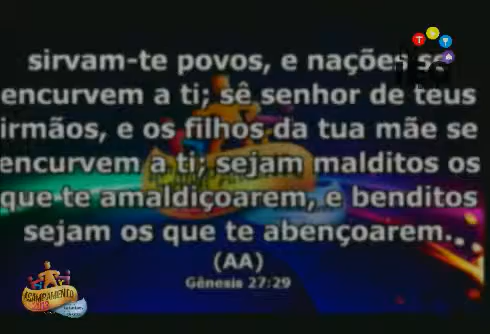 sirvam-te povos, e nações se
encurvem a ti; sê senhor de teus
irmãos, e os filhos da tua mãe se
encurvem a ti; sejam malditos os
que te amaldiçoarem, e benditos
sejam os que te abençoarem..
(AA)
Gênesis 27:29
ACAMPAMENTO